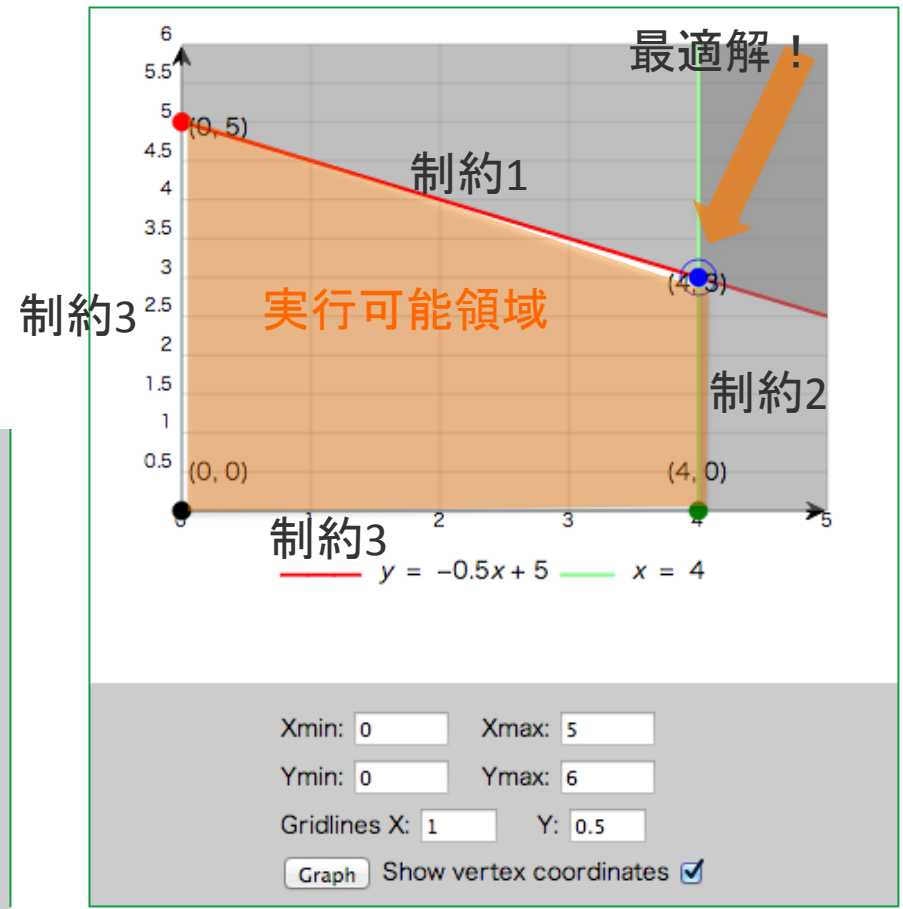 最適解！
6
5.5
5
(0, 5)
4.5
制約1
4
3.5
3
(4, 3)
制約3
2.5
実行可能領域
2
制約2
1.5
1
0.5
(0, 0)
(4, 0)
0
1
2
3
4
5
制約3
y = −0.5x + 5
x = 4
Xmin: 0 Xmax: 5
Ymin: 0 Ymax: 6
Gridlines X: 1 Y: 0.5
Graph Show vertex coordinates